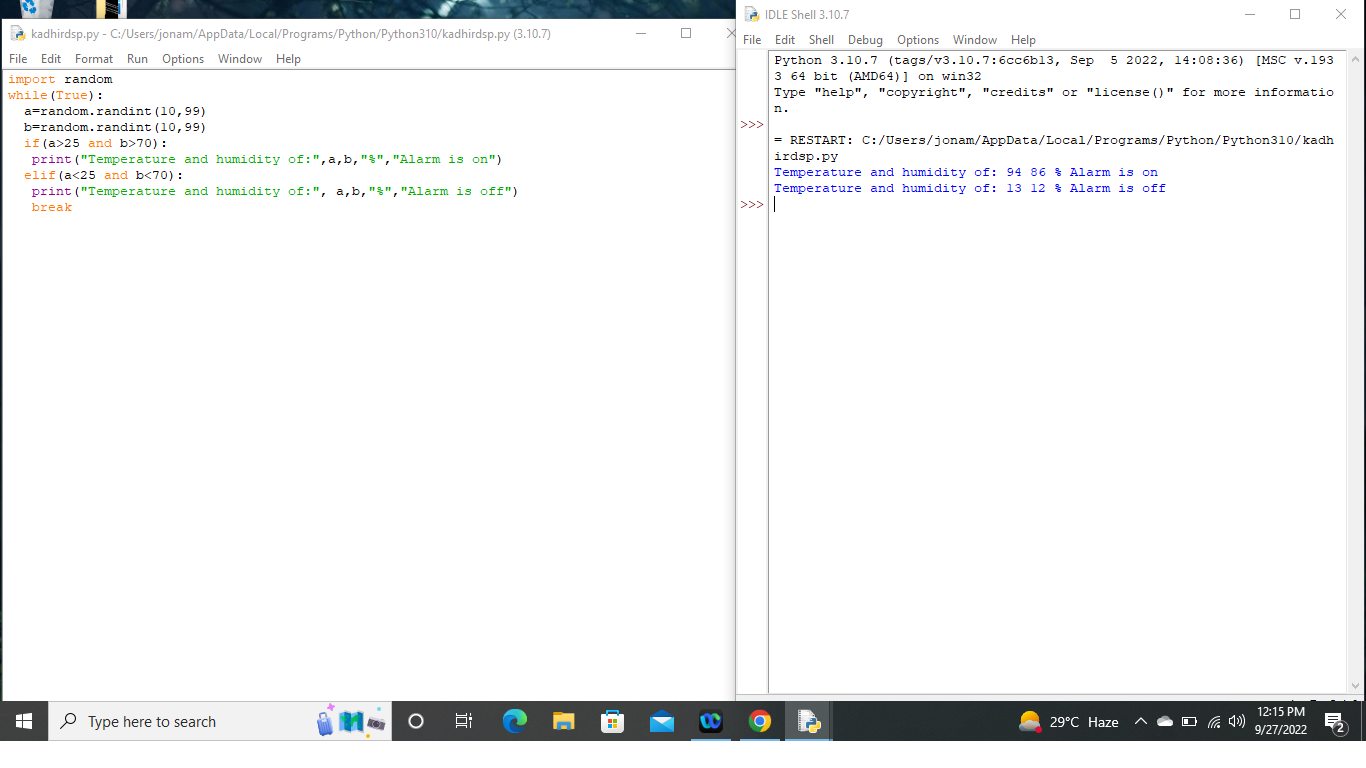 kadhirdsp.py - C:/Users/jonam/AppData/Local/Programs/Python/Python310/kadhirdsp.py (3.10.7)
File Edit Format Run Options Window Help
import random
while(True):
  a=random.randint(10,99)
  b=random.randint(10,99)
  if(a>25 and b>70):
   print("Temperature and humidity of:",a,b,"%","Alarm is on")
  elif(a<25 and b<70):
   print("Temperature and humidity of:", a,b,"%","Alarm is off")
   break
IDLE Shell 3.10.7
File Edit Shell Debug Options Window Help
Python 3.10.7 (tags/v3.10.7:6cc6b13, Sep  5 2022, 14:08:36) [MSC v.193
3 64 bit (AMD64)] on win32
Type "help", "copyright", "credits" or "license()" for more informatio
n.
>>>
= RESTART: C:/Users/jonam/AppData/Local/Programs/Python/Python310/kadh
irdsp.py
Temperature and humidity of: 94 86 % Alarm is on
Temperature and humidity of: 13 12 % Alarm is off
>>>
Type here to search
29°C Haze
12:15 PM
9/27/2022
2